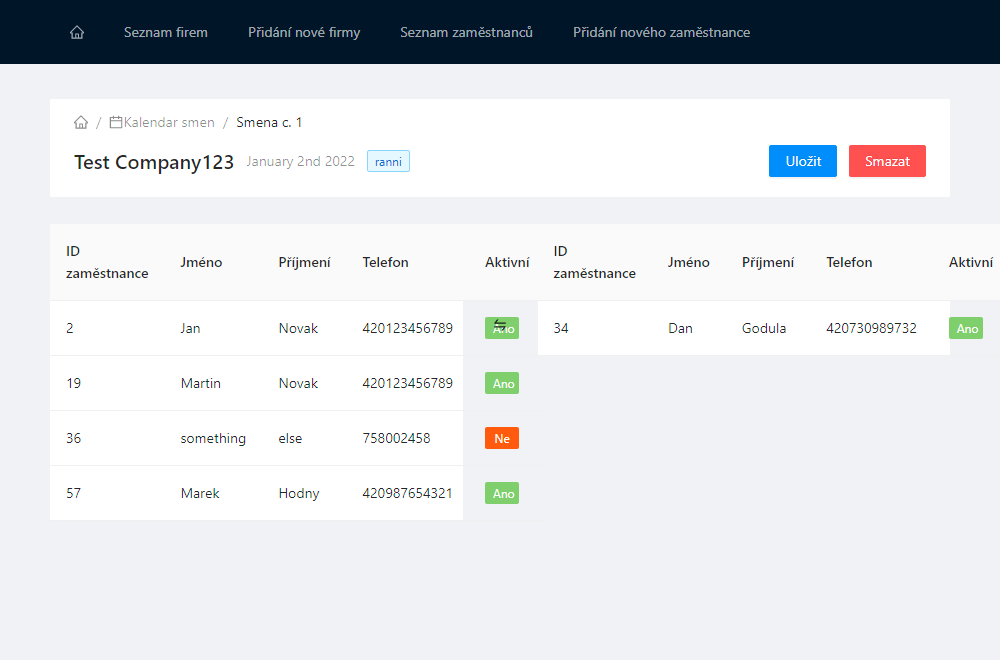 Seznam firem Přidání nové firmy Seznam zaměstnanců Přidání nového zaměstnance
/ Kalendar smen / Smena c. 1
Test Company123 January 2nd 2022 ranni Uložit Smazat
ID zaměstnance Jméno Příjmení Telefon Aktivní ID zaměstnance Jméno Příjmení Telefon Aktivní
2 Jan Novak 420123456789 Ano 34 Dan Godula 420730989732 Ano
19 Martin Novak 420123456789 Ano
36 something else 758002458 Ne
57 Marek Hodny 420987654321 Ano